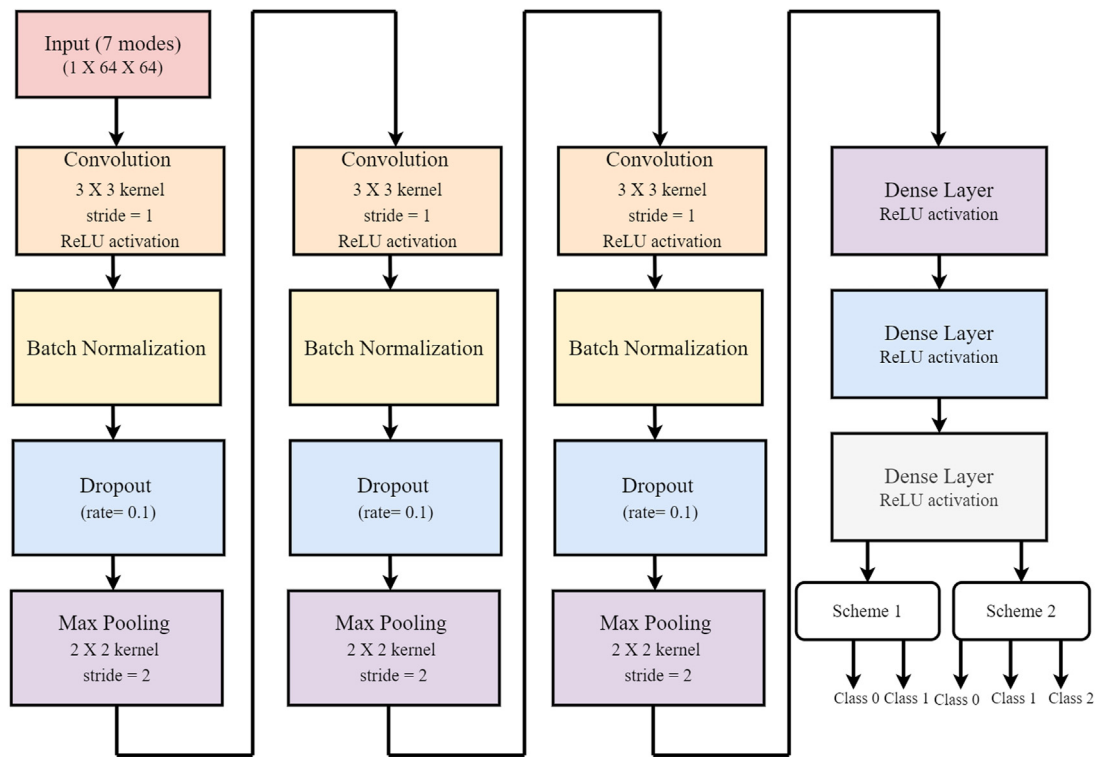 Input (7 modes)
(1 X 64 X 64)
Convolution
3 X 3 kernel
stride = 1
ReLU activation
Batch Normalization
Dropout
(rate= 0.1)
Max Pooling
2 X 2 kernel
stride = 2
Convolution
3 X 3 kernel
stride = 1
ReLU activation
Batch Normalization
Dropout
(rate= 0.1)
Max Pooling
2 X 2 kernel
stride = 2
Convolution
3 X 3 kernel
stride = 1
ReLU activation
Batch Normalization
Dropout
(rate= 0.1)
Max Pooling
2 X 2 kernel
stride = 2
Dense Layer
ReLU activation
Dense Layer
ReLU activation
Dense Layer
ReLU activation
Scheme 1
Scheme 2
Class 0 Class 1 Class 0 Class 1 Class 2